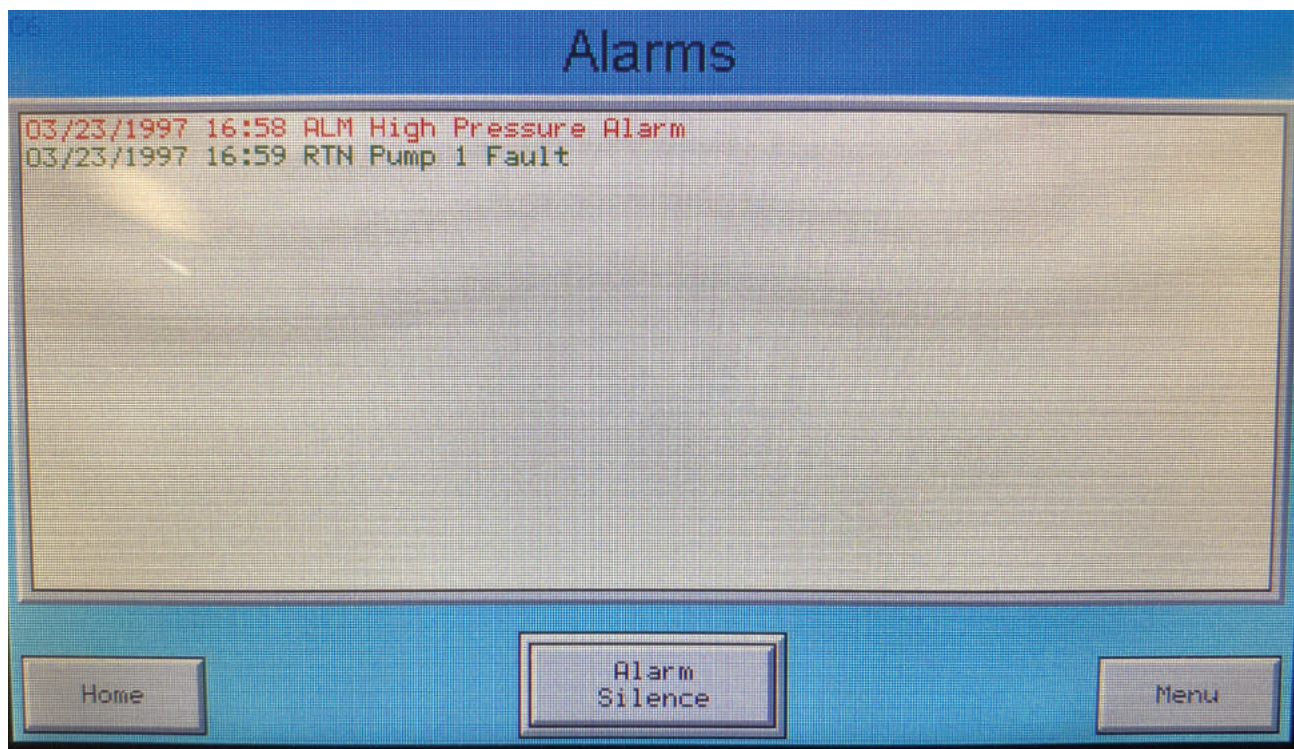 Alarms
03/23/1997 16:58 ALM High Pressure Alarm
03/23/1997 16:59 RTN Pump 1 Fault
Home
Alarm
Silence
Menu